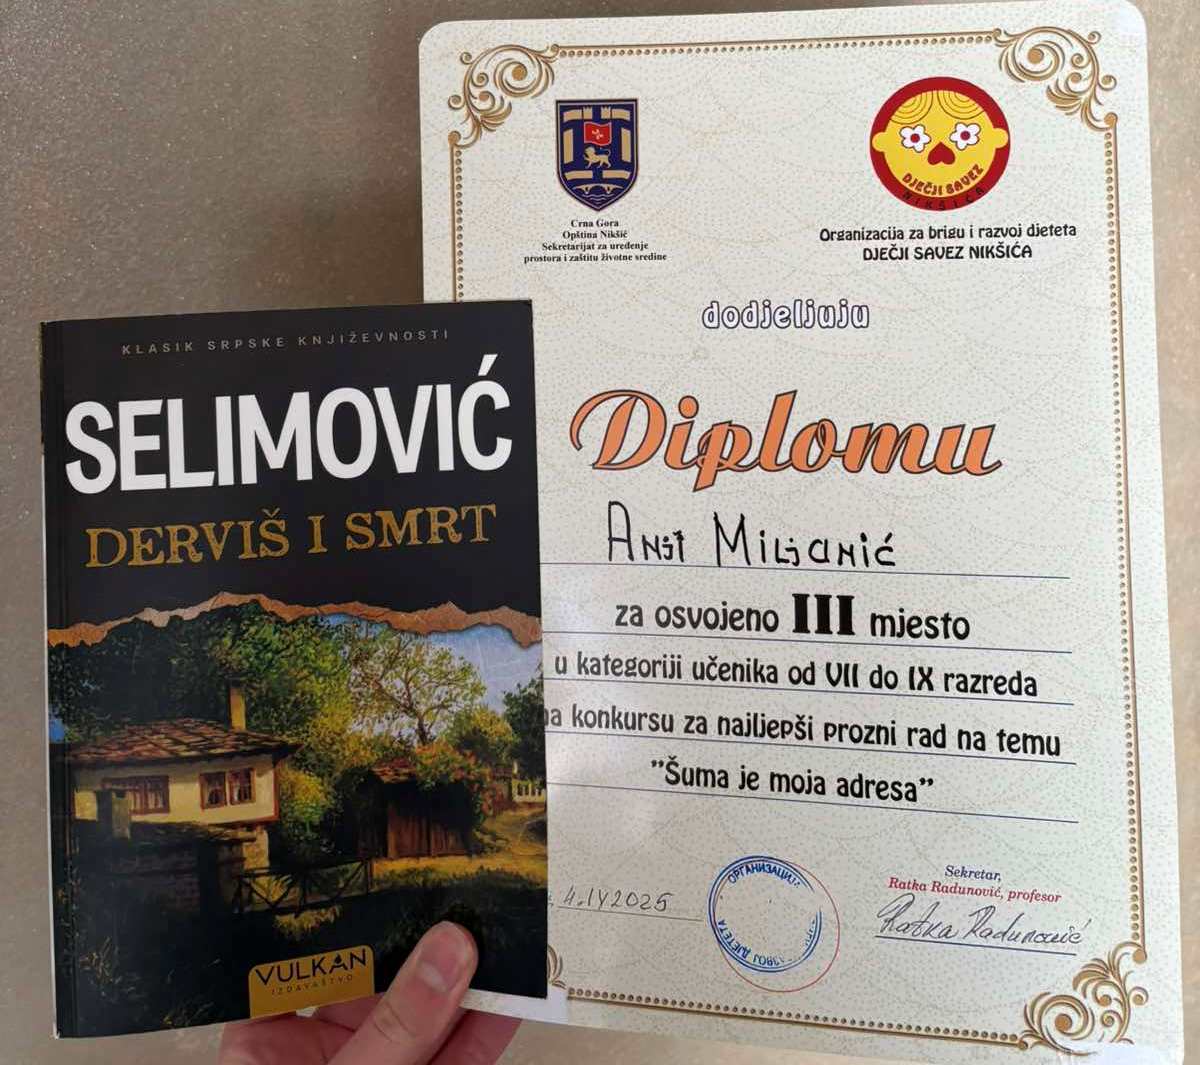 KLASIK SRPSKE KNJIŽEVNOSTI
SELIMOVIĆ
DERVIŠ I SMRT
VULKAN
IZDAVAŠTVO
Crna Gora
Opština Nikšić
Sekretarijat za uređenje
prostora i zaštitu životne sredine
DJEČJI SAVEZ
NIKŠIĆA
Organizacija za brigu i razvoj djeteta
DJEČJI SAVEZ NIKŠIĆA
dodjeljuju
Diplomu
Miljanić
za osvojeno III mjesto
u kategoriji učenika od VII do IX razreda
na konkursu za najljepši prozni rad na temu
"Šuma je moja adresa"
4.IV 2025
ОРГАНИЗАЦИЈА
РАЗВОЈ ДЈЕТЕТА
Sekretar,
Ratka Radunović, profesor
Ratka Radunović